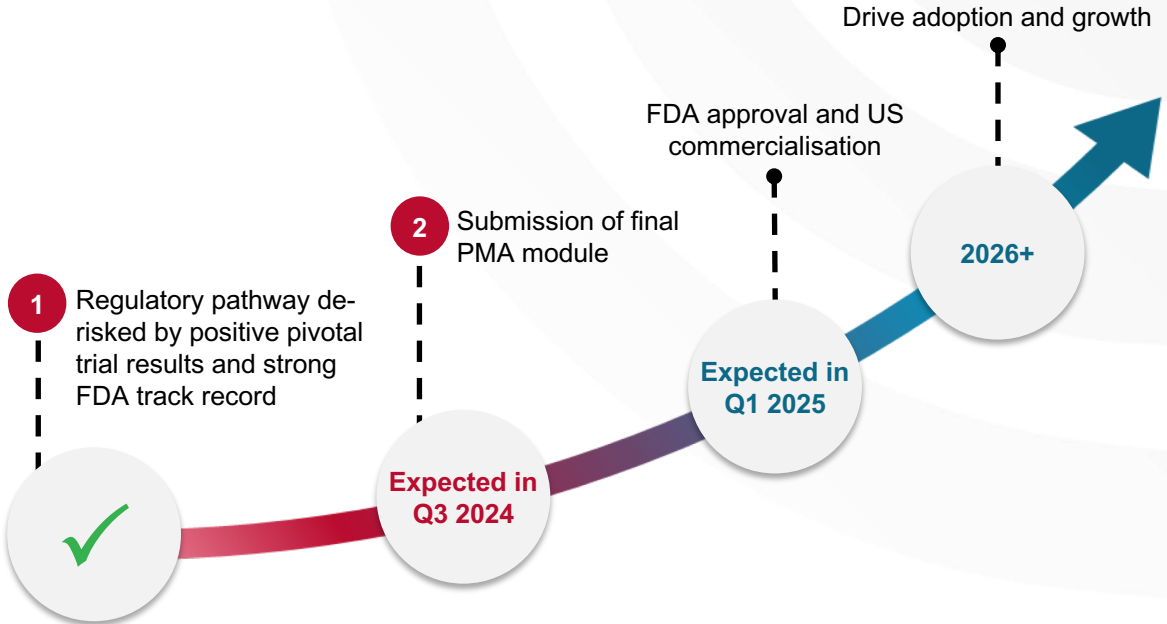 1
Regulatory pathway de-
risked by positive pivotal
trial results and strong
FDA track record
2
Submission of final
PMA module
Expected in
Q3 2024
FDA approval and US
commercialisation
Expected in
Q1 2025
Drive adoption and growth
2026+